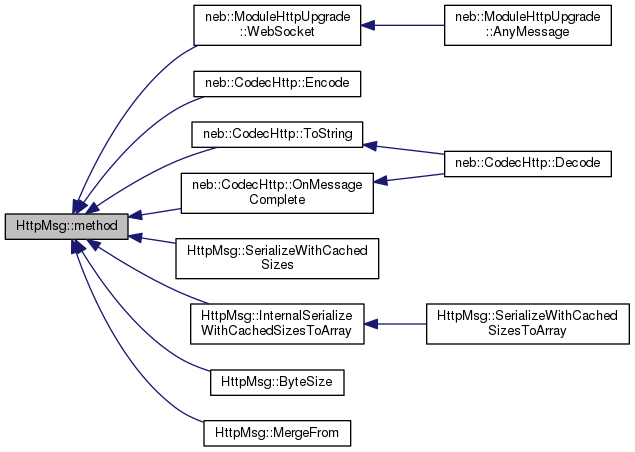 neb::ModuleHttpUpgrade
::WebSocket
neb::ModuleHttpUpgrade
::AnyMessage
neb::CodecHttp::Encode
neb::CodecHttp::ToString
neb::CodecHttp::Decode
neb::CodecHttp::OnMessage
Complete
HttpMsg::method
HttpMsg::SerializeWithCached
Sizes
HttpMsg::InternalSerialize
WithCachedSizesToArray
HttpMsg::SerializeWithCached
SizesToArray
HttpMsg::ByteSize
HttpMsg::MergeFrom